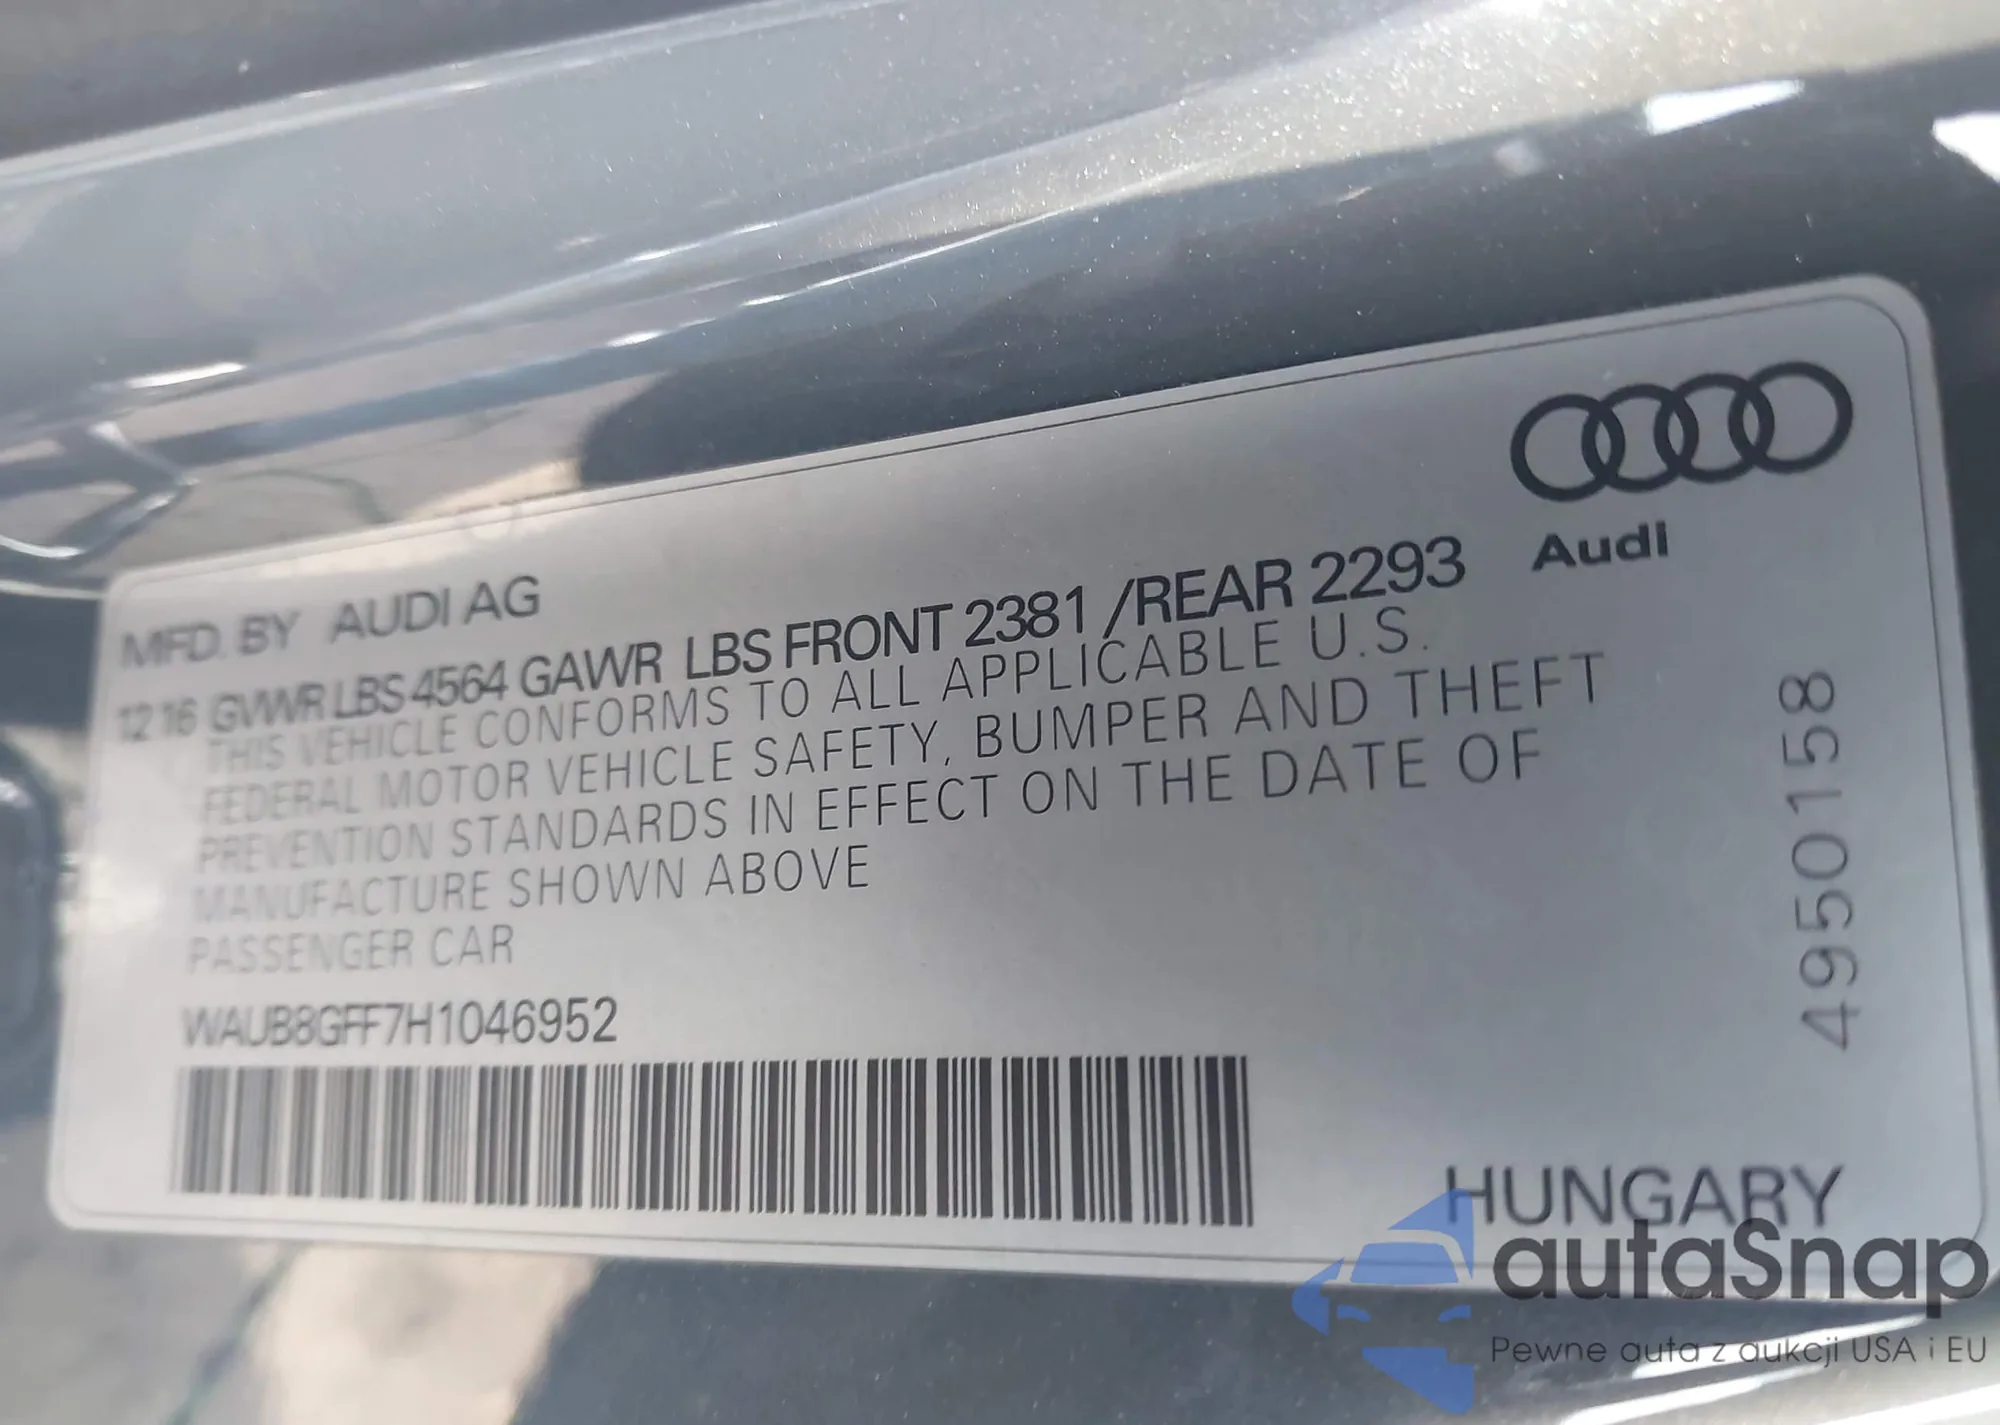 Audi
MFD. BY AUDI AG
12 16 GVWR LBS 4564 GAWR LBS FRONT 2381 /REAR 2293
THIS VEHICLE CONFORMS TO ALL APPLICABLE U.S.
FEDERAL MOTOR VEHICLE SAFETY, BUMPER AND THEFT
PREVENTION STANDARDS IN EFFECT ON THE DATE OF
MANUFACTURE SHOWN ABOVE
PASSENGER CAR
WAUB8GFF7H1046952
4950158
HUNGARY
autaSnap
Pewne auta z aukcji USA i EU